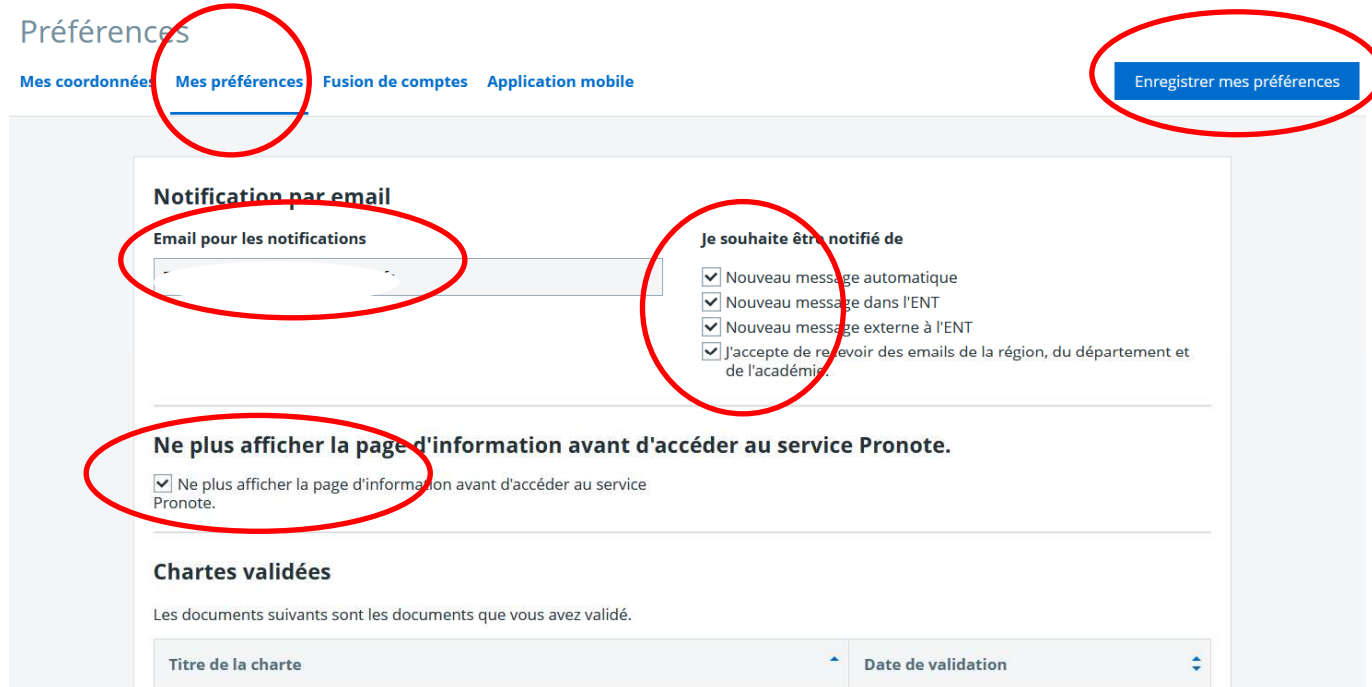 Préférences
Mes coordonnées Mes préférences Fusion de comptes Application mobile
Enregistrer mes préférences
Notification par email
Email pour les notifications
Je souhaite être notifié de
Nouveau message automatique
Nouveau message dans l'ENT
Nouveau message externe à l'ENT
J'accepte de recevoir des emails de la région, du département et
de l'académie.
Ne plus afficher la page d'information avant d'accéder au service Pronote.
Ne plus afficher la page d'information avant d'accéder au service
Pronote.
Chartes validées
Les documents suivants sont les documents que vous avez validé.
Titre de la charte
Date de validation